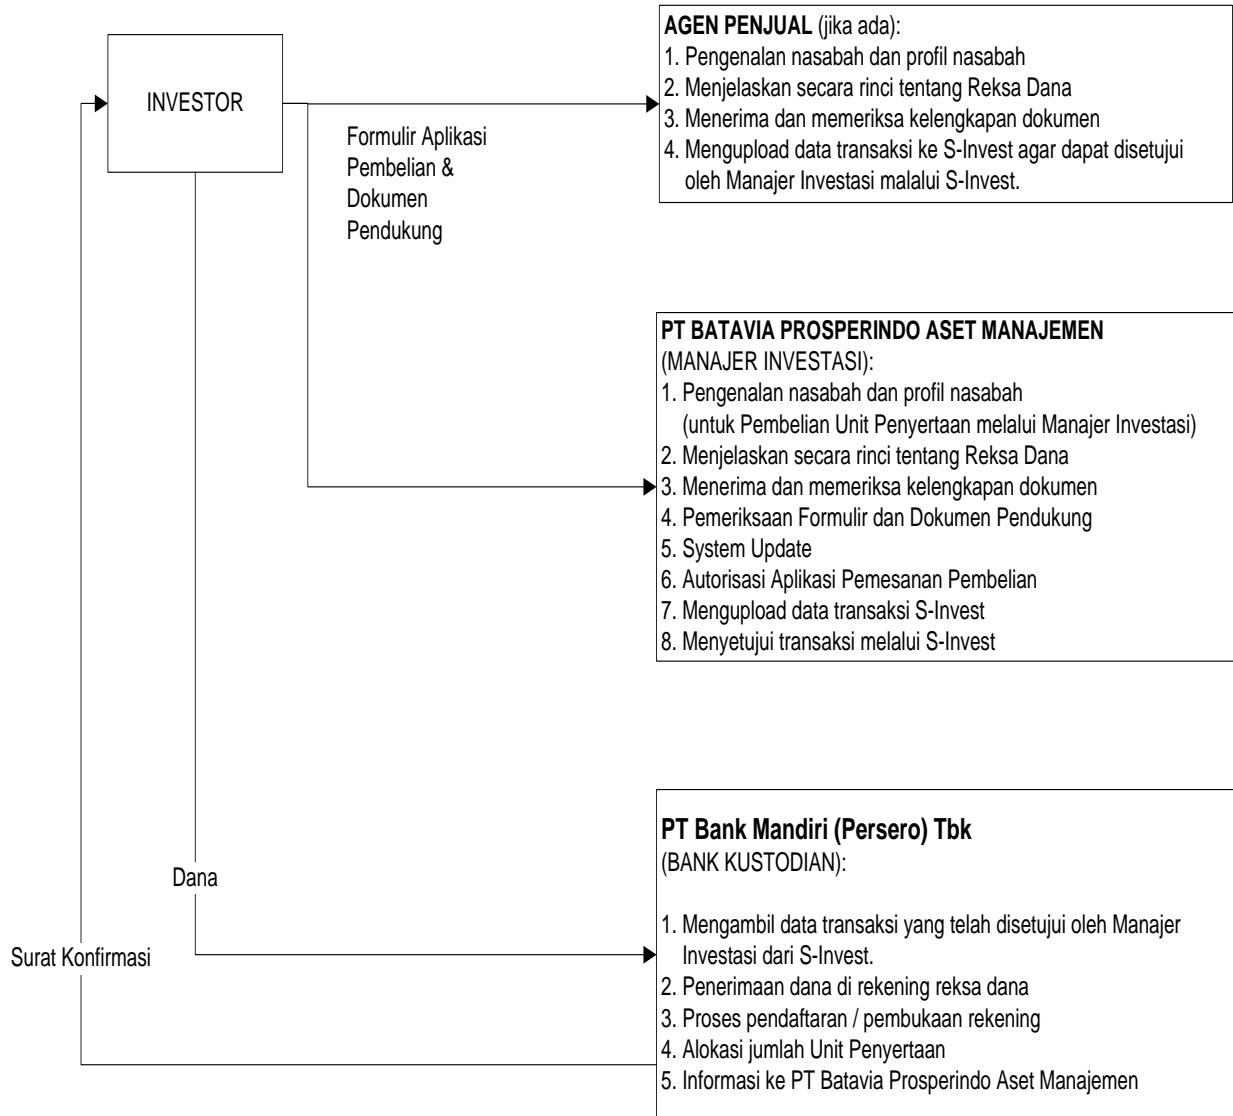 INVESTOR
Formulir Aplikasi
Pembelian &
Dokumen
Pendukung
AGEN PENJUAL (jika ada):
1. Pengenalan nasabah dan profil nasabah
2. Menjelaskan secara rinci tentang Reksa Dana
3. Menerima dan memeriksa kelengkapan dokumen
4. Mengupload data transaksi ke S-Invest agar dapat disetujui
oleh Manajer Investasi malalui S-Invest.
PT BATAVIA PROSPERINDO ASET MANAJEMEN
(MANAJER INVESTASI):
1. Pengenalan nasabah dan profil nasabah
(untuk Pembelian Unit Penyertaan melalui Manajer Investasi)
2. Menjelaskan secara rinci tentang Reksa Dana
3. Menerima dan memeriksa kelengkapan dokumen
4. Pemeriksaan Formulir dan Dokumen Pendukung
5. System Update
6. Autorisasi Aplikasi Pemesanan Pembelian
7. Mengupload data transaksi S-Invest
8. Menyetujui transaksi melalui S-Invest
Dana
Surat Konfirmasi
PT Bank Mandiri (Persero) Tbk
(BANK KUSTODIAN):
1. Mengambil data transaksi yang telah disetujui oleh Manajer
Investasi dari S-Invest.
2. Penerimaan dana di rekening reksa dana
3. Proses pendaftaran / pembukaan rekening
4. Alokasi jumlah Unit Penyertaan
5. Informasi ke PT Batavia Prosperindo Aset Manajemen